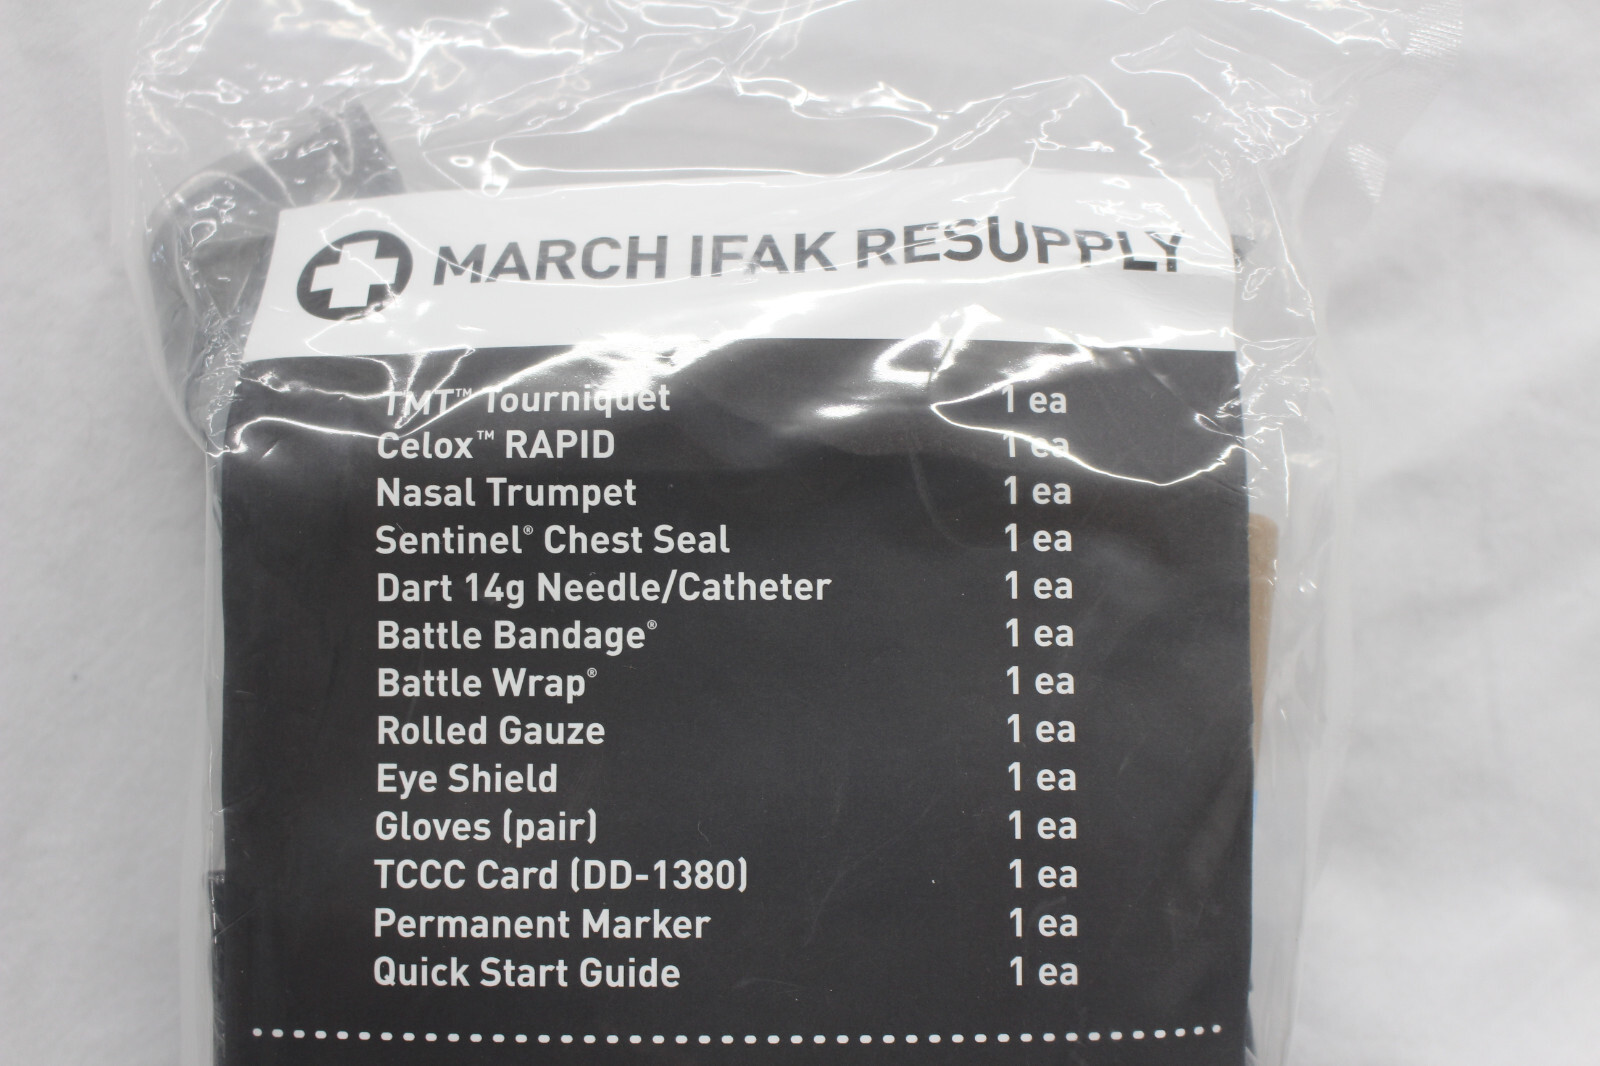 MARCH IFAK RESUPPLY
TMT™ Tourniquet 1 ea
Celox™ RAPID 1 ea
Nasal Trumpet 1 ea
Sentinel® Chest Seal 1 ea
Dart 14g Needle/Catheter 1 ea
Battle Bandage® 1 ea
Battle Wrap® 1 ea
Rolled Gauze 1 ea
Eye Shield 1 ea
Gloves (pair) 1 ea
TCCC Card (DD-1380) 1 ea
Permanent Marker 1 ea
Quick Start Guide 1 ea